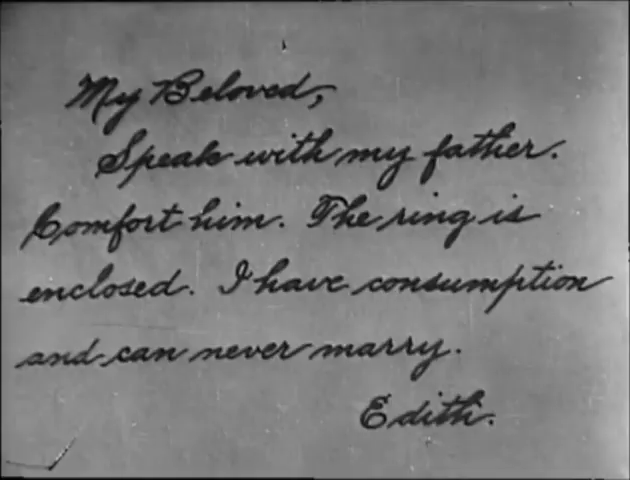 My Beloved,
Speak with my father.
Comfort him. The ring is
enclosed. I have consumption
and can never marry.
Edith.